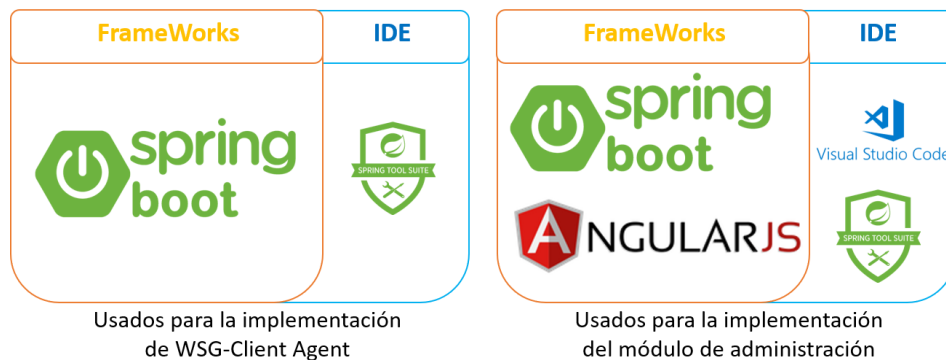 FrameWorks
IDE
spring
boot
SPRING TOOL SUITE
Usados para la implementación
de WSG-Client Agent
FrameWorks
IDE
spring
boot
Visual Studio Code
ANGULARJS
SPRING TOOL SUITE
Usados para la implementación
del módulo de administración